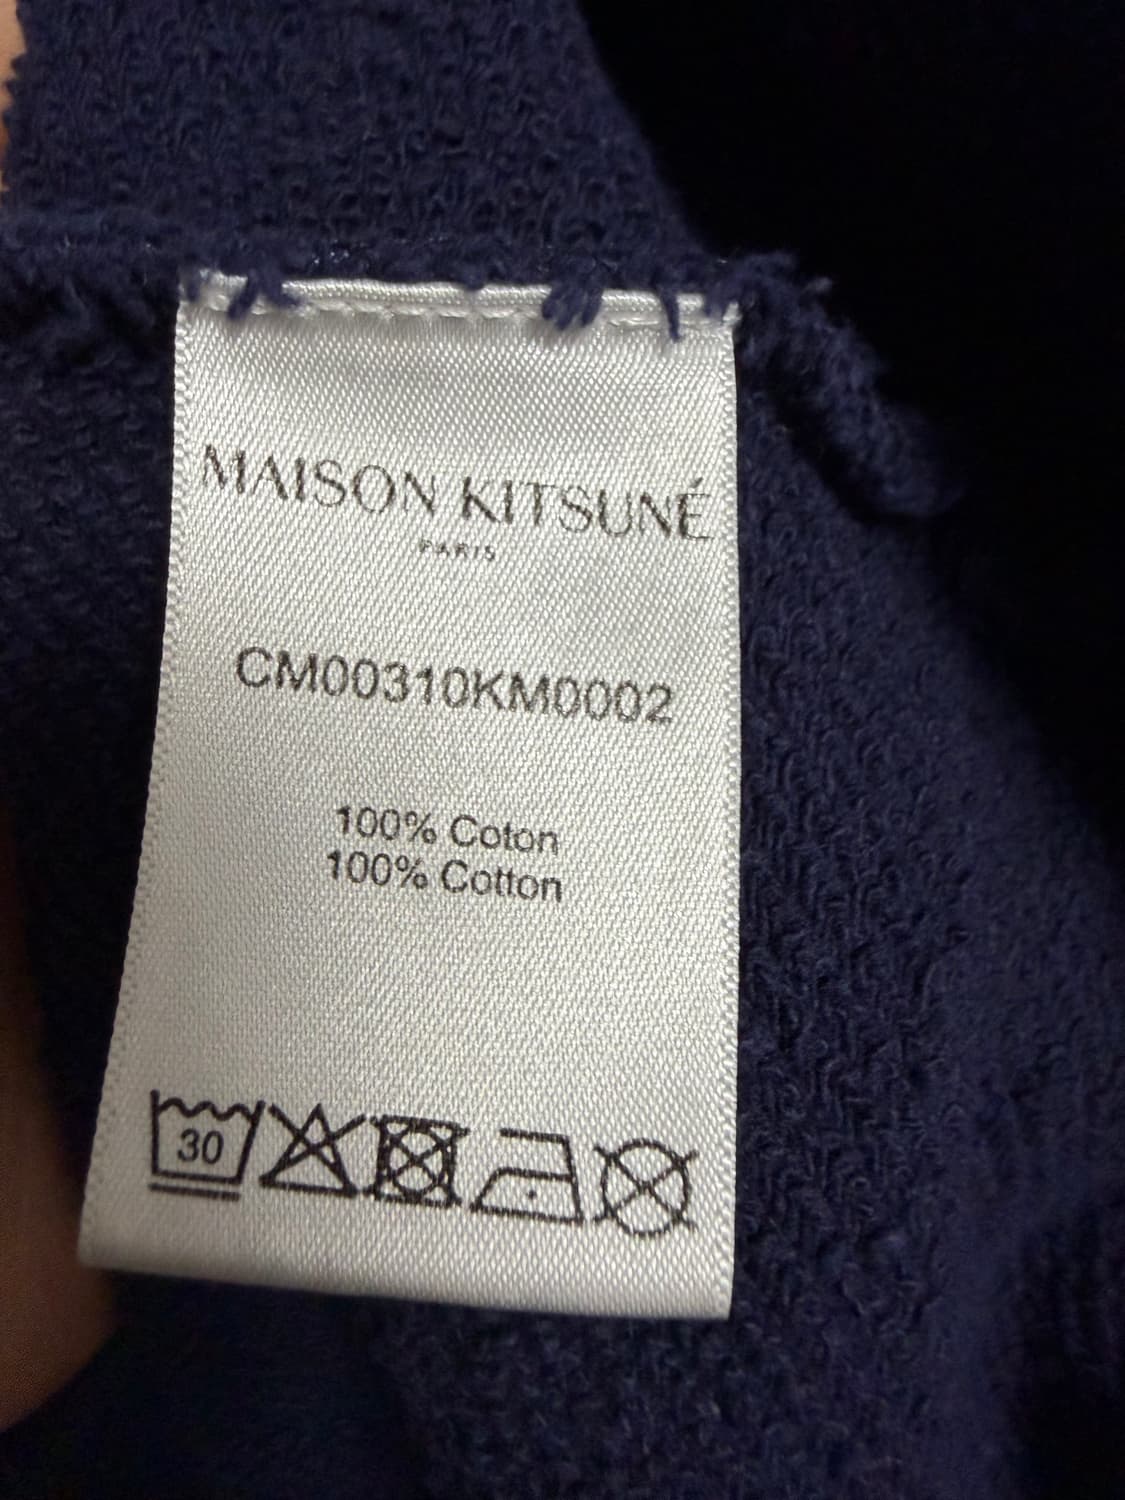 MAISON KITSUNÉ
PARIS
CM00310KM0002
100% Coton
100% Cotton
30